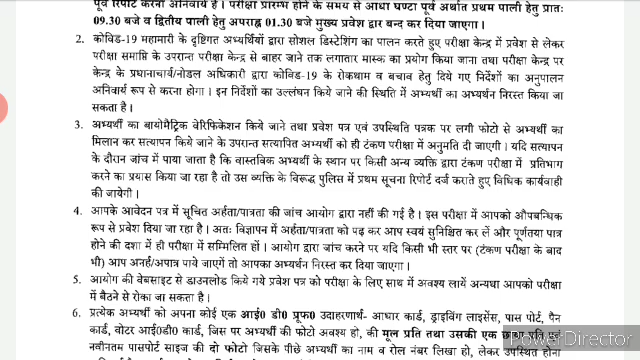 पूर्व रिपोर्ट करना अनिवार्य है। परीक्षा प्रारम्भ होने के समय से आधा घण्टा पूर्व अर्थात प्रथम पाली हेतु प्रातः
09.30 बजे व द्वितीय पाली हेतु अपराह्न 01.30 बजे मुख्य प्रवेश द्वार बन्द कर दिया जाएगा।
2. कोविड-19 महामारी के दृष्टिगत अभ्यर्थियों द्वारा सोशल डिस्टेशिंग का पालन करते हुए परीक्षा केन्द्र में प्रवेश से लेकर
परीक्षा समाप्ति के उपरान्त परीक्षा केन्द्र से बाहर जाने तक लगातार मास्क का प्रयोग किया जाना तथा परीक्षा केन्द्र पर
केन्द्र के प्रधानाचार्य/नोडल अधिकारी द्वारा कोविड-19 के रोकथाम व बचाव हेतु दिये गए निर्देशों का अनुपालन
अनिवार्य रूप से करना होगा। इन निर्देशों का उल्लंघन किये जाने की स्थिति में अभ्यर्थी का अभ्यर्थन निरस्त किया जा
सकता है।
3. अभ्यर्थी का बायोमैट्रिक वेरिफिकेशन किये जाने तथा प्रवेश पत्र एवं उपस्थिति पत्रक पर लगी फोटो से अभ्यर्थी का
मिलान कर सत्यापन किये जाने के उपरान्त सत्यापित अभ्यर्थी को ही टंकण परीक्षा में अनुमति दी जाएगी। यदि सत्यापन
के दौरान जांच में पाया जाता है कि वास्तविक अभ्यर्थी के स्थान पर किसी अन्य व्यक्ति द्वारा टंकण परीक्षा में प्रतिभाग
करने का प्रयास किया जा रहा है तो उस व्यक्ति के विरूद्ध पुलिस में प्रथम सूचना रिपोर्ट दर्ज कराते हुए विधिक कार्यवाही
की जायेगी।
4. आपके आवेदन पत्र में सूचित अर्हता/पात्रता की जांच आयोग द्वारा नहीं की गई है। इस परीक्षा में आपको औपबन्धिक
रूप से प्रवेश दिया जा रहा है। अतः विज्ञापन में अर्हता/पात्रता को पढ़ कर आप स्वयं सुनिश्चित कर लें और पूर्णतया पात्र
होने की दशा में ही परीक्षा में सम्मिलित हों। आयोग द्वारा जांच करने पर यदि किसी भी स्तर पर (टंकण परीक्षा के बाद
भी) आप अनर्ह/अपात्र पाये जाएगें तो आपका अभ्यर्थन निरस्त कर दिया जाएगा।
5. आयोग की वेबसाइट से डाउनलोड किये गये प्रवेश पत्र को परीक्षा के लिए साथ में अवश्य लायें अन्यथा आपको परीक्षा
में बैठने से रोका जा सकता है।
6. प्रत्येक अभ्यर्थी को अपना कोई एक आई0 डी0 प्रूफ0 उदाहरणार्थ- आधार कार्ड, ड्राइविंग लाइसेंस, पास पोर्ट, पैन
कार्ड, वोटर आई0डी0 कार्ड, जिस पर अभ्यर्थी की फोटो अवश्य हो, की मूल प्रति तथा उसकी एक छाया प्रति एवं
नवीनतम पासपोर्ट साइज की दो फोटो जिसके पीछे अभ्यर्थी का नाम व रोल नंबर लिखा हो, लेकर उपस्थित होना
PowerDirector